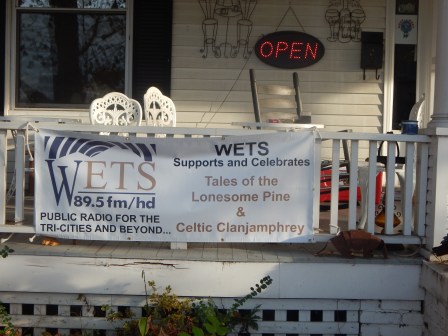 OPEN
WETS
89.5 fm/hd
PUBLIC RADIO FOR THE
TRI-CITIES AND BEYOND...
WETS
Supports and Celebrates
Tales of the
Lonesome Pine
&
Celtic Clanjamphrey